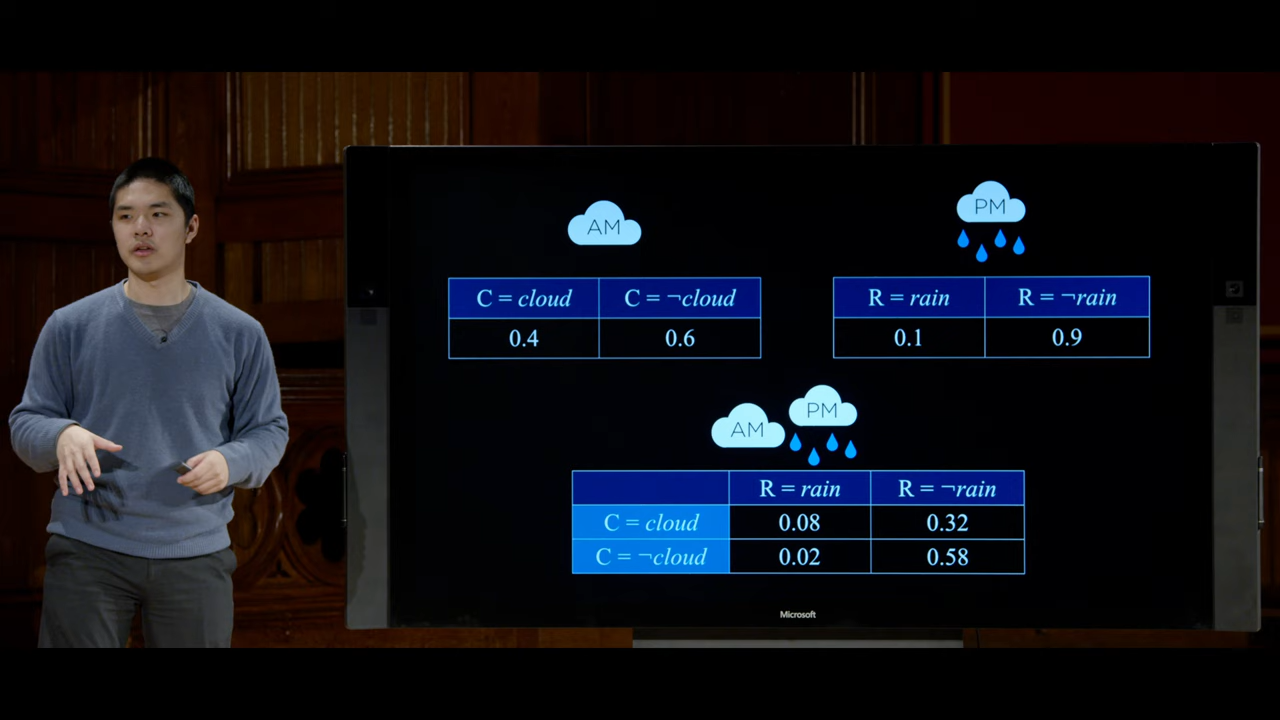 AM
PM
C = cloud C = ¬cloud
0.4 0.6
R = rain R = ¬rain
0.1 0.9
AM PM
R = rain R = ¬rain
C = cloud 0.08 0.32
C = ¬cloud 0.02 0.58
Microsoft